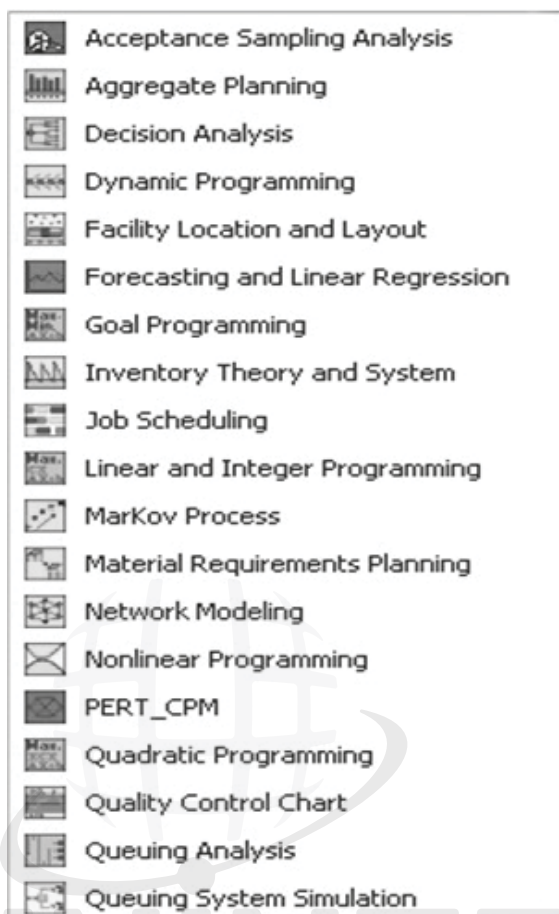 Acceptance Sampling Analysis
Aggregate Planning
Decision Analysis
Dynamic Programming
Facility Location and Layout
Forecasting and Linear Regression
Goal Programming
Inventory Theory and System
Job Scheduling
Linear and Integer Programming
MarKov Process
Material Requirements Planning
Network Modeling
Nonlinear Programming
PERT_CPM
Quadratic Programming
Quality Control Chart
Queuing Analysis
Queuing System Simulation